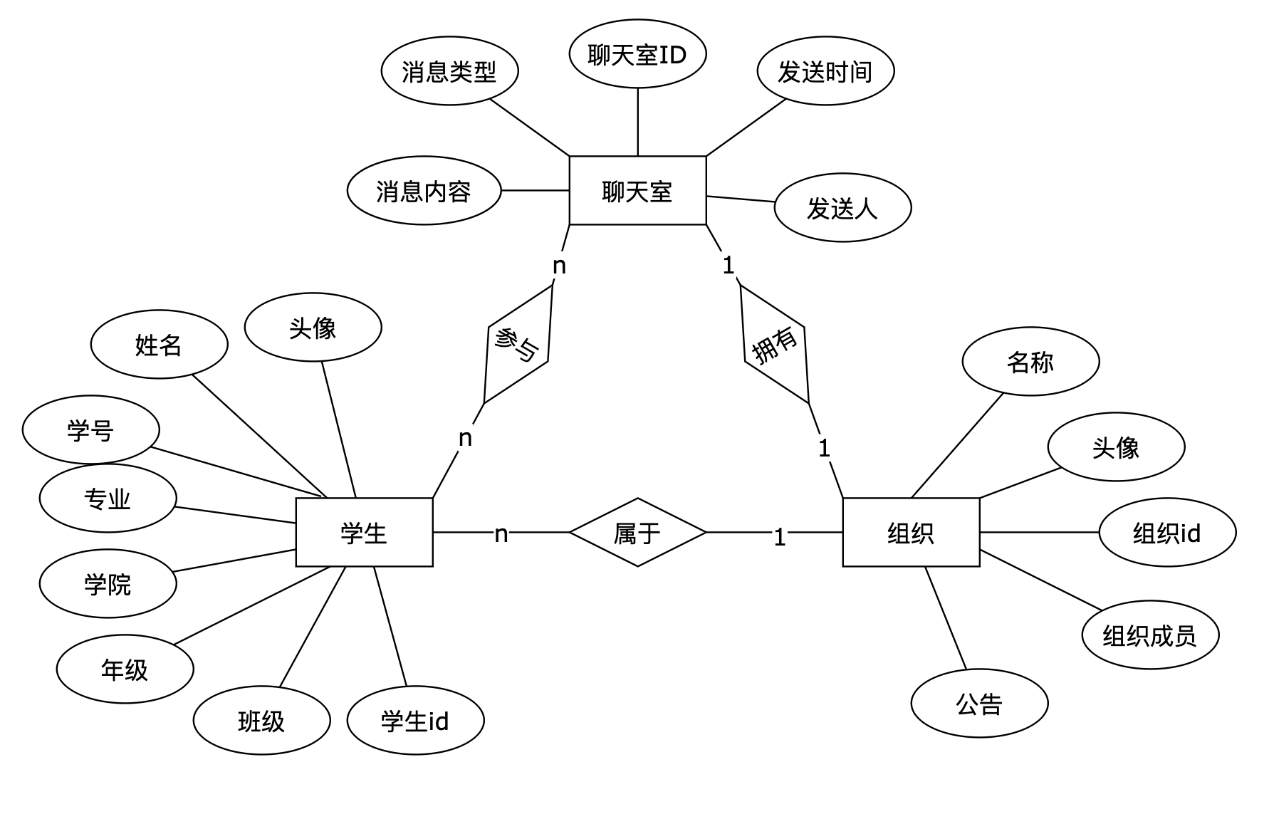 聊天室ID
消息类型
发送时间
消息内容
聊天室
发送人
n
1
参与
拥有
头像
姓名
名称
学号
n
1
头像
专业
学生
n
属于
1
组织
组织id
学院
组织成员
年级
公告
班级
学生id